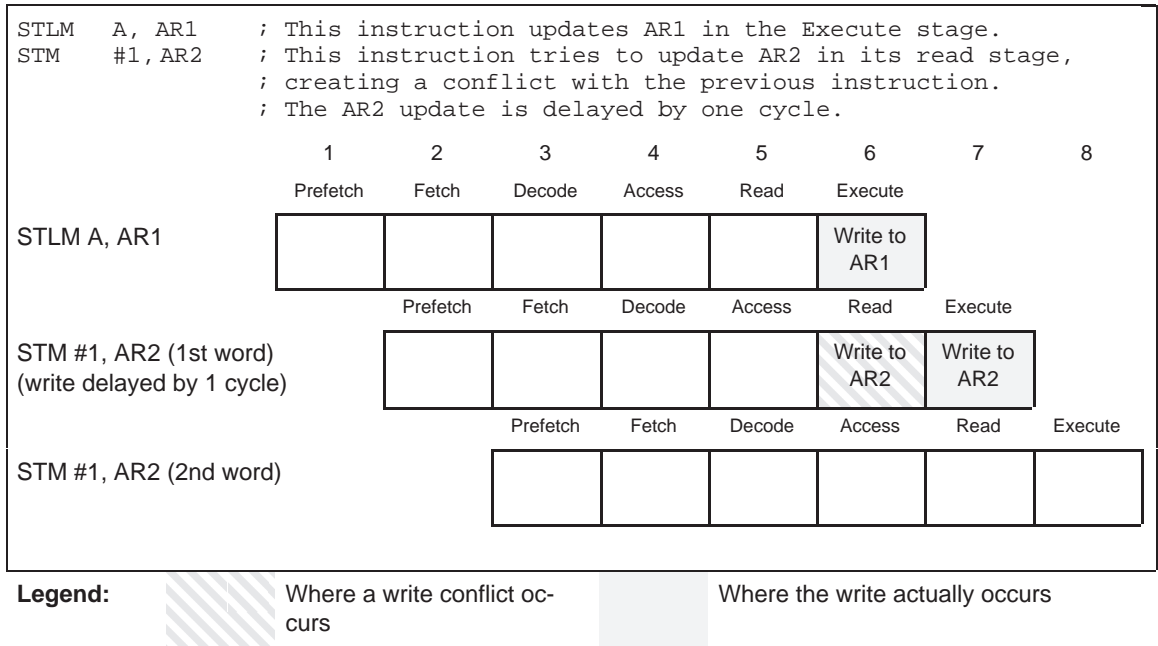 STLM A, AR1 ; This instruction updates AR1 in the Execute stage.
STM #1, AR2 ; This instruction tries to update AR2 in its read stage,
; creating a conflict with the previous instruction.
; The AR2 update is delayed by one cycle.
1 2 3 4 5 6 7 8
Prefetch Fetch Decode Access Read Execute
STLM A, AR1
Write to
AR1
Prefetch Fetch Decode Access Read Execute
STM #1, AR2 (1st word)
(write delayed by 1 cycle)
Write to
AR2
Write to
AR2
Prefetch Fetch Decode Access Read Execute
STM #1, AR2 (2nd word)
Legend:
Where a write conflict oc-
curs
Where the write actually occurs